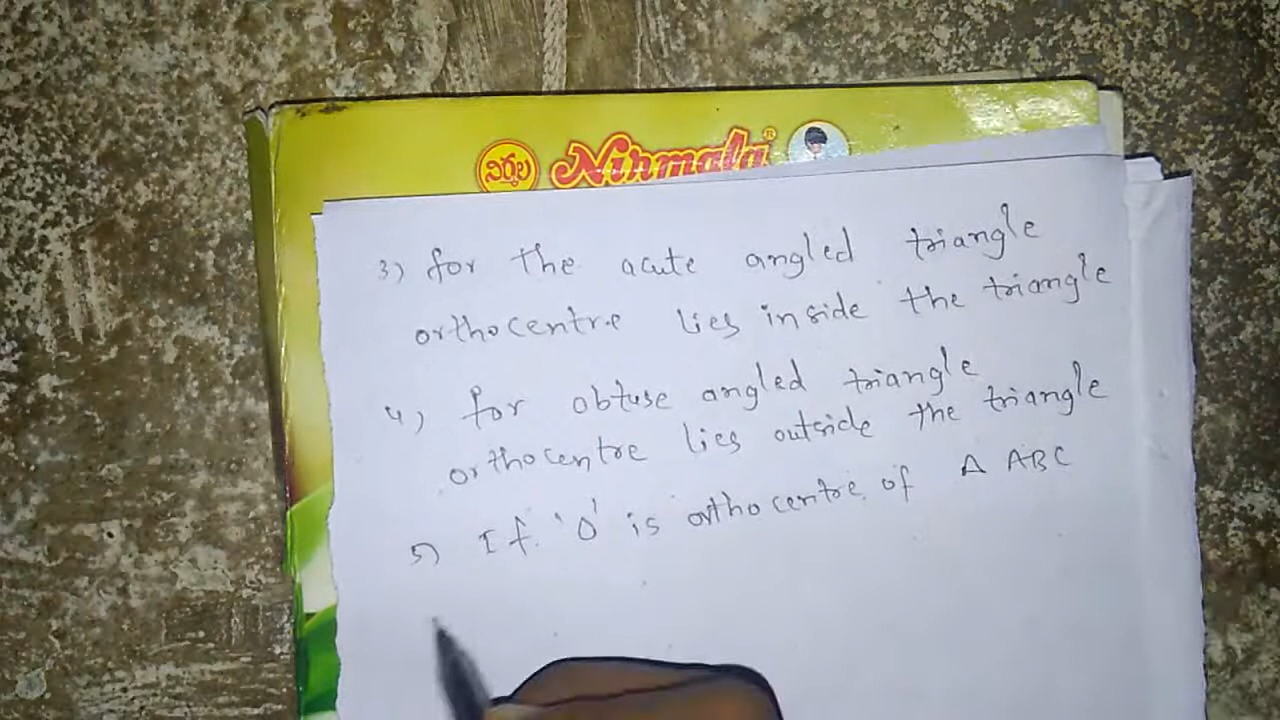 నిర్మల Nirmala ®
3) for the acute angled triangle
orthocentre lies inside the triangle
4) for obtuse angled triangle
orthocentre lies outside the triangle
5) If 'O' is orthocentre of Δ ABC